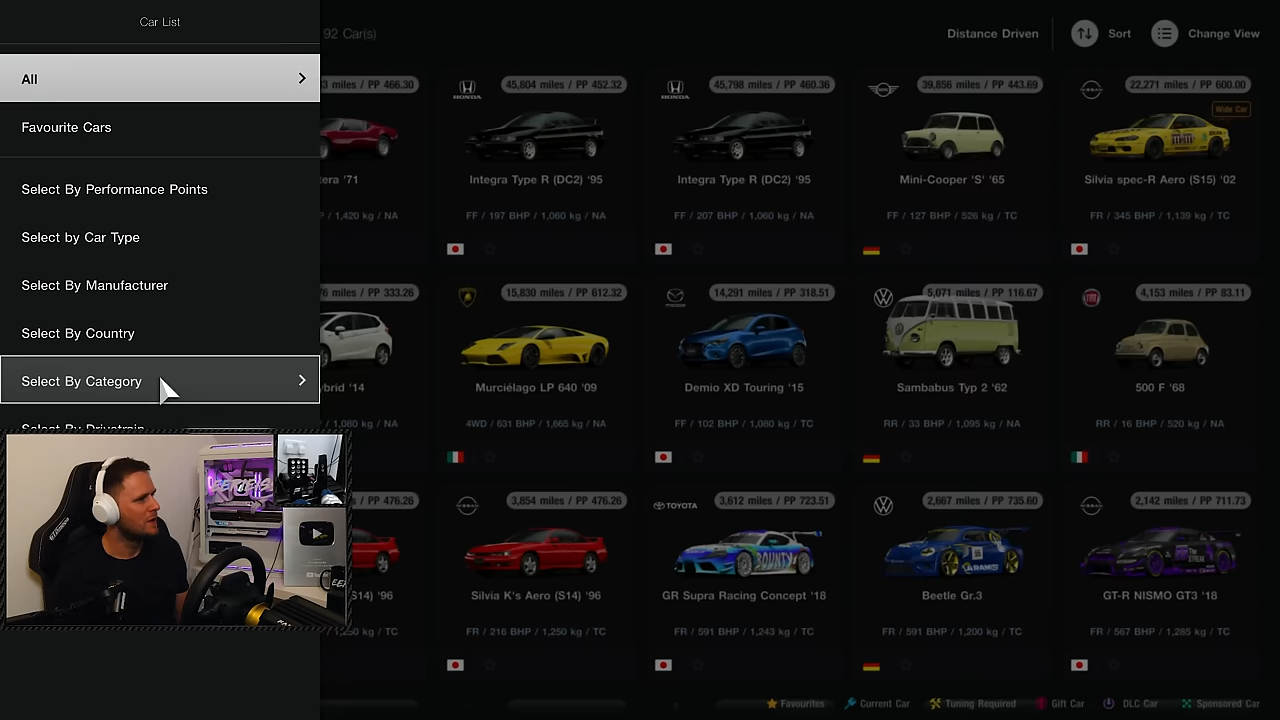 Car List
92 Car(s)
Distance Driven
Sort
Change View
All
Favourite Cars
Select By Performance Points
Select by Car Type
Select By Manufacturer
Select By Country
Select By Category
Select By Drivetrain
miles / PP 466.30
HONDA
45,804 miles / PP 452.32
HONDA
45,798 miles / PP 460.36
39,856 miles / PP 443.69
22,271 miles / PP 600.00
Wide Car
tera '71
Integra Type R (DC2) '95
Integra Type R (DC2) '95
Mini-Cooper 'S' '65
Silvia spec-R Aero (S15) '02
/ 1,420 kg / NA
FF / 197 BHP / 1,060 kg / NA
FF / 207 BHP / 1,060 kg / NA
FF / 127 BHP / 526 kg / TC
FR / 345 BHP / 1,139 kg / TC
miles / PP 333.26
15,830 miles / PP 612.32
14,291 miles / PP 318.51
5,071 miles / PP 116.67
4,153 miles / PP 83.11
ybrid '14
Murciélago LP 640 '09
Demio XD Touring '15
Sambabus Typ 2 '62
500 F '68
1,080 kg / NA
4WD / 631 BHP / 1,665 kg / NA
FF / 102 BHP / 1,080 kg / TC
RR / 33 BHP / 1,095 kg / NA
RR / 16 BHP / 520 kg / NA
s / PP 476.26
3,854 miles / PP 476.26
TOYOTA
3,612 miles / PP 723.51
2,667 miles / PP 735.60
2,142 miles / PP 711.73
BOUNTY
(S14) '96
Silvia K's Aero (S14) '96
GR Supra Racing Concept '18
Beetle Gr.3
GT-R NISMO GT3 '18
1,250 kg / TC
FR / 216 BHP / 1,250 kg / TC
FR / 591 BHP / 1,243 kg / TC
FR / 591 BHP / 1,200 kg / TC
FR / 567 BHP / 1,285 kg / TC
Favourites
Current Car
Tuning Required
Gift Car
DLC Car
Sponsored Car